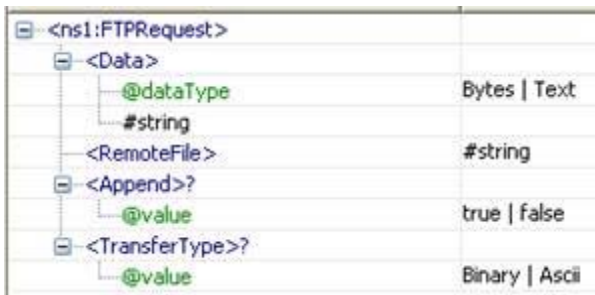 <ns1:FTPRequest>
<Data>
@dataType Bytes | Text
#string
<RemoteFile> #string
<Append>?
@value true | false
<TransferType>?
@value Binary | Ascii